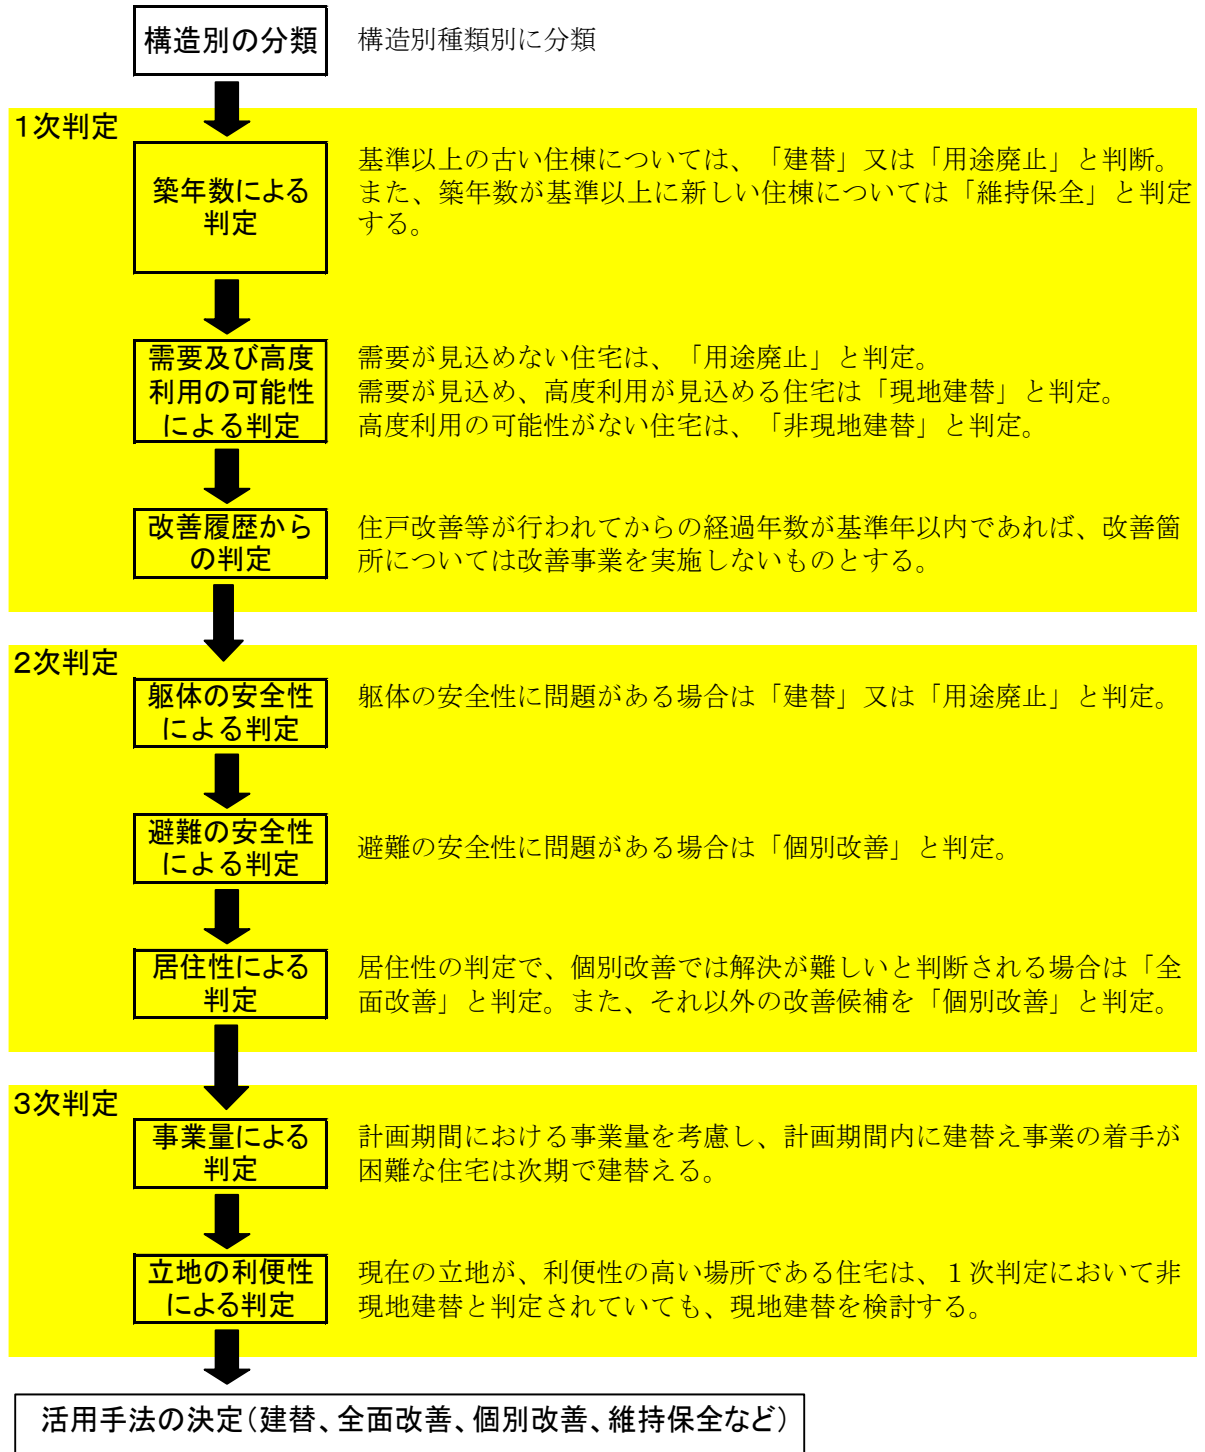 構造別の分類
構造別種類別に分類
1次判定
築年数による
判定
基準以上の古い住棟については、「建替」又は「用途廃止」と判断。
また、築年数が基準以上に新しい住棟については「維持保全」と判定
する。
需要及び高度
利用の可能性
による判定
需要が見込めない住宅は、「用途廃止」と判定。
需要が見込め、高度利用が見込める住宅は「現地建替」と判定。
高度利用の可能性がない住宅は、「非現地建替」と判定。
改善履歴から
の判定
住戸改善等が行われてからの経過年数が基準年以内であれば、改善箇
所については改善事業を実施しないものとする。
2次判定
躯体の安全性
による判定
躯体の安全性に問題がある場合は「建替」又は「用途廃止」と判定。
避難の安全性
による判定
避難の安全性に問題がある場合は「個別改善」と判定。
居住性による
判定
居住性の判定で、個別改善では解決が難しいと判断される場合は「全
面改善」と判定。また、それ以外の改善候補を「個別改善」と判定。
3次判定
事業量による
判定
計画期間における事業量を考慮し、計画期間内に建替え事業の着手が
困難な住宅は次期で建替える。
立地の利便性
による判定
現在の立地が、利便性の高い場所である住宅は、１次判定において非
現地建替と判定されていても、現地建替を検討する。
活用手法の決定(建替、全面改善、個別改善、維持保全など)